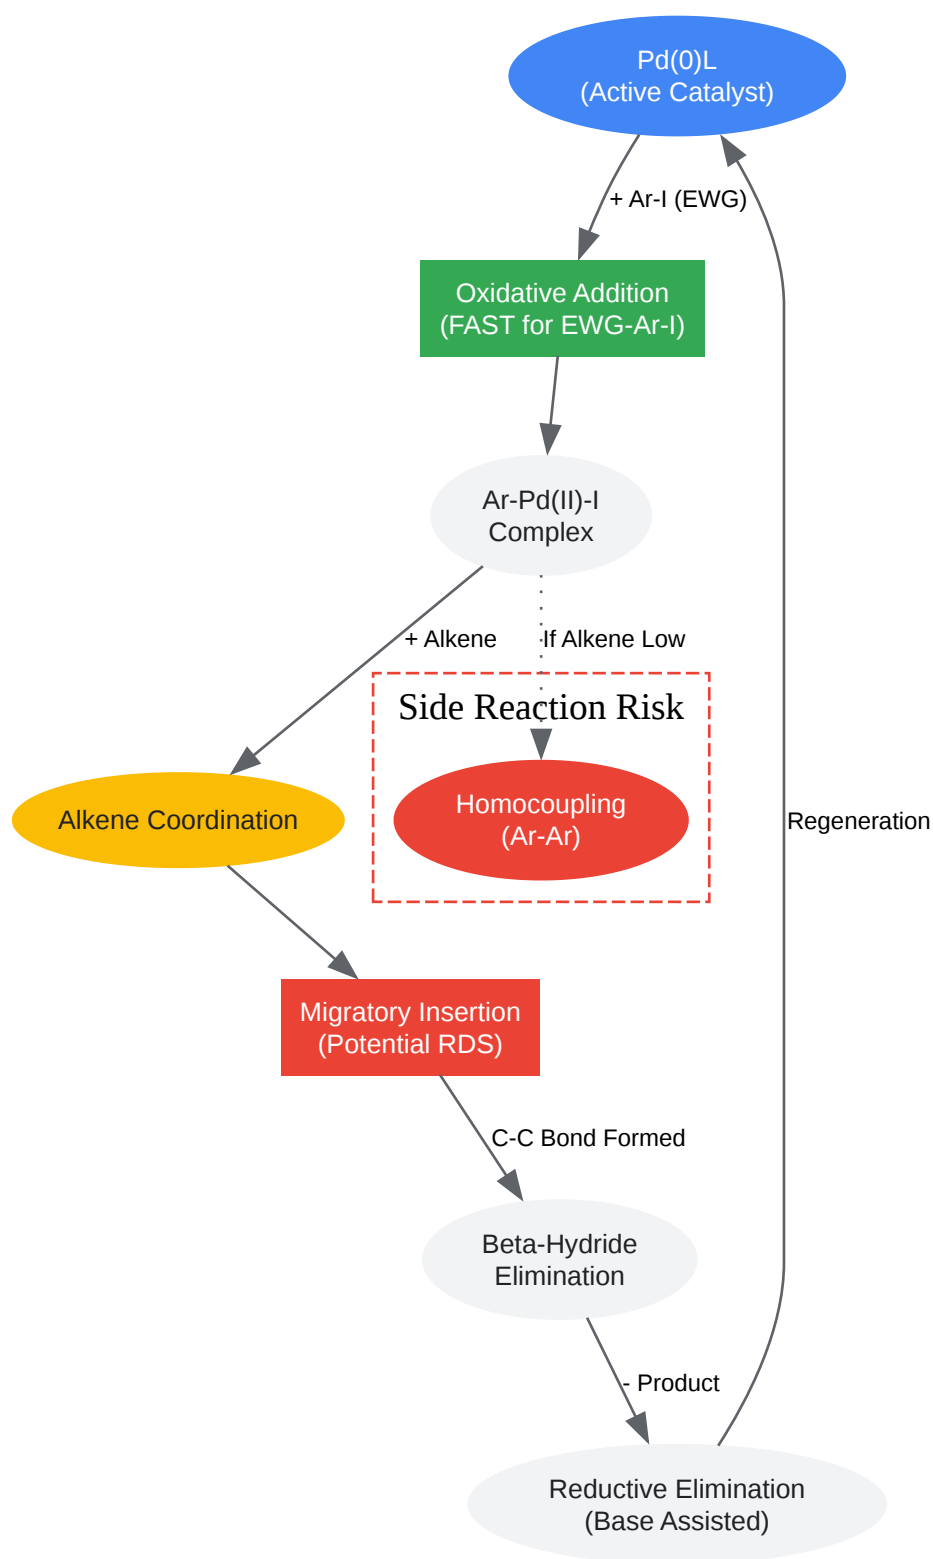 Pd(0)L
(Active Catalyst)
+ Ar-I (EWG)
Oxidative Addition
(FAST for EWG-Ar-I)
Ar-Pd(II)-I
Complex
+ Alkene
If Alkene Low
Side Reaction Risk
Homocoupling
(Ar-Ar)
Alkene Coordination
Regeneration
Migratory Insertion
(Potential RDS)
C-C Bond Formed
Beta-Hydride
Elimination
- Product
Reductive Elimination
(Base Assisted)